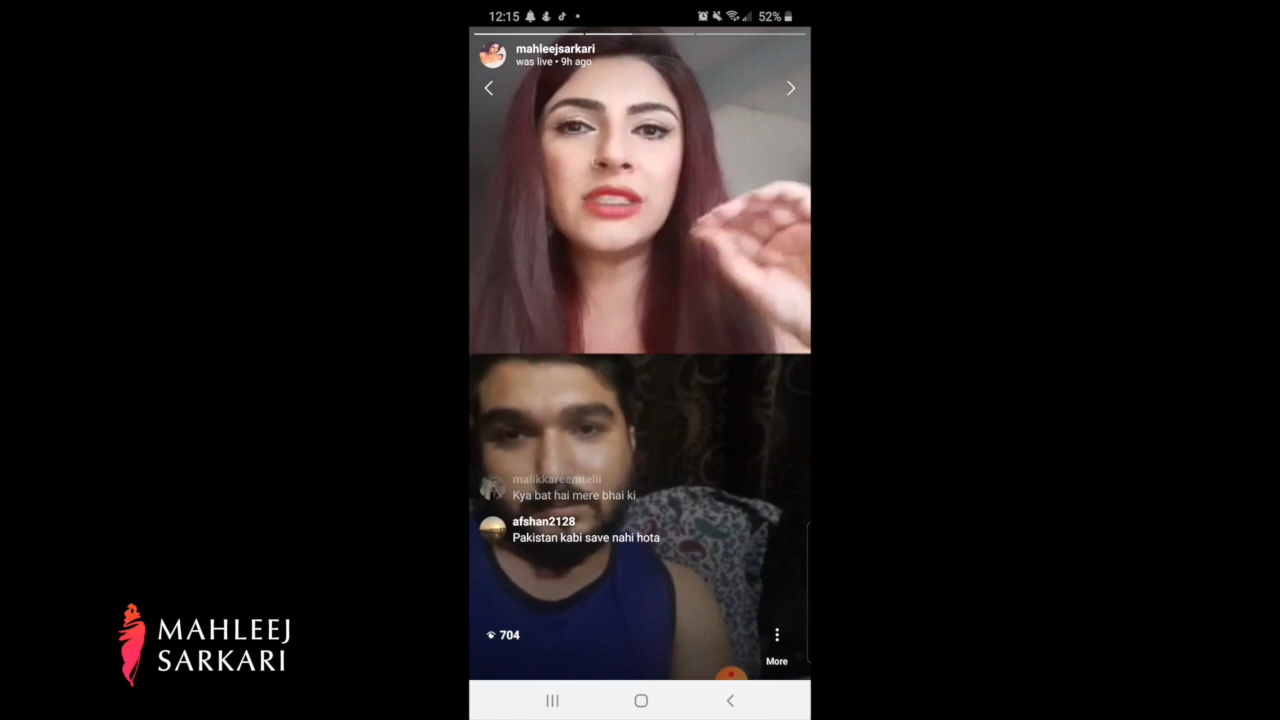 12:15
52%
mahleejsarkari
was live • 9h ago
malikkareemtelii
Kya bat hai mere bhai ki
afshan2128
Pakistan kabi save nahi hota
704
More
MAHLEEJ
SARKARI